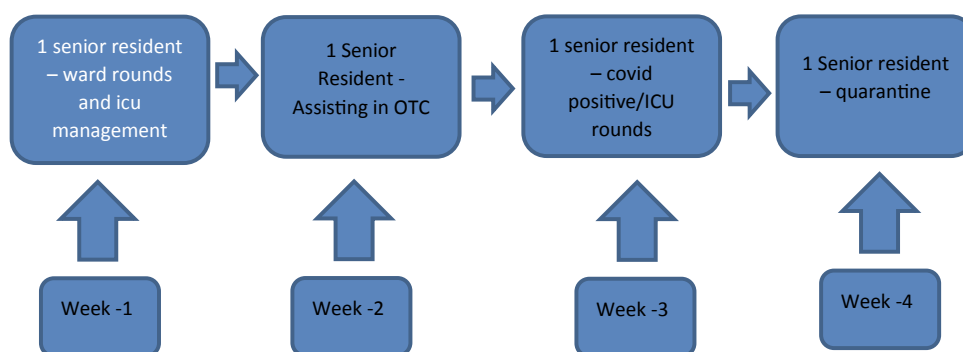 1 senior resident
– ward rounds
and icu
management
1 Senior
Resident -
Assisting in OTC
1 senior resident
– covid
positive/ICU
rounds
1 Senior resident
– quarantine
Week -1
Week -2
Week -3
Week -4